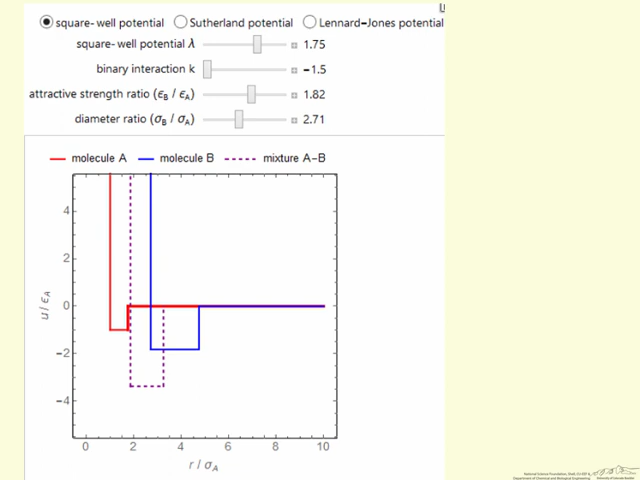 square-well potential Sutherland potential Lennard-Jones potential
square-well potential λ 1.75
binary interaction k -1.5
attractive strength ratio (ϵB / ϵA) 1.82
diameter ratio (σB / σA) 2.71
molecule A molecule B mixture A-B
4
2
0
-2
-4
u / ϵA
0 2 4 6 8 10
r / σA